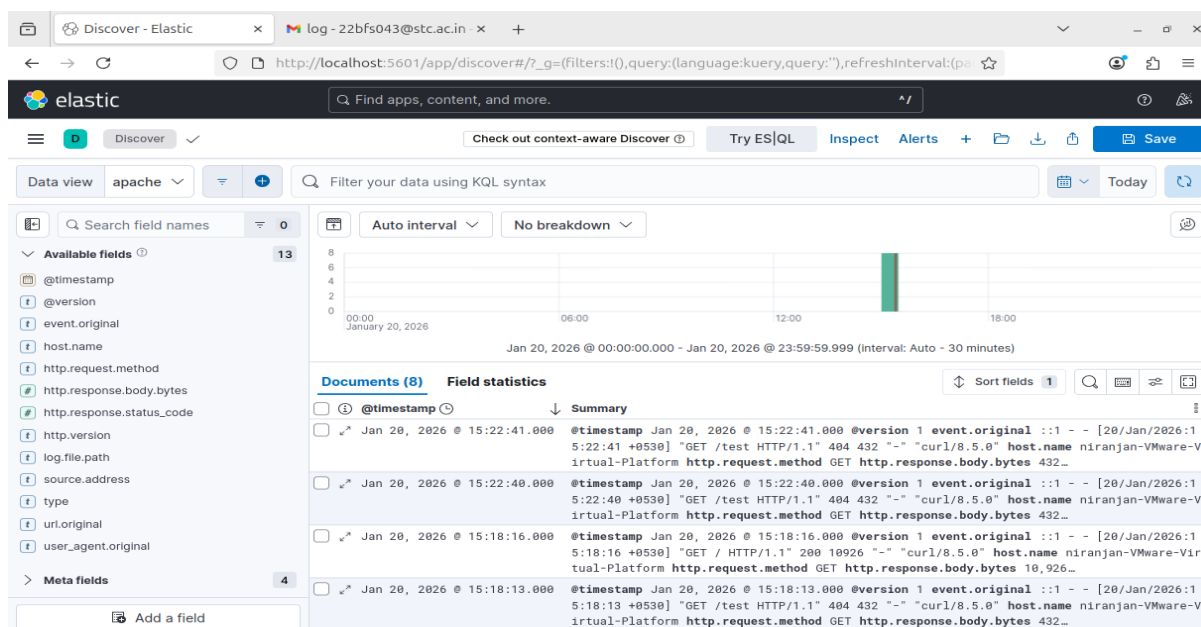 Discover - Elastic
log - 22bfs043@stc.ac.in -
http://localhost:5601/app/discover#/?_g=(filters:!(),query:(language:kuery,query:''),refreshInterval:(pa
elastic
Find apps, content, and more.
^/
D
Discover
Check out context-aware Discover
Try ES|QL
Inspect
Alerts
Save
Data view
apache
Filter your data using KQL syntax
Today
Search field names
0
Auto interval
No breakdown
Available fields
13
@timestamp
@version
event.original
host.name
http.request.method
http.response.body.bytes
http.response.status_code
http.version
log.file.path
source.address
type
url.original
user_agent.original
Meta fields
4
Add a field
8
6
4
2
0
00:00
January 20, 2026
06:00
12:00
18:00
Jan 20, 2026 @ 00:00:00.000 - Jan 20, 2026 @ 23:59:59.999 (interval: Auto - 30 minutes)
Documents (8)
Field statistics
Sort fields
1
@timestamp
Summary
Jan 20, 2026 @ 15:22:41.000
@timestamp Jan 20, 2026 @ 15:22:41.000 @version 1 event.original ::1 - - [20/Jan/2026:1
5:22:41 +0530] "GET /test HTTP/1.1" 404 432 "-" "curl/8.5.0" host.name niranjan-VMware-V
irtual-Platform http.request.method GET http.response.body.bytes 432…
Jan 20, 2026 @ 15:22:40.000
@timestamp Jan 20, 2026 @ 15:22:40.000 @version 1 event.original ::1 - - [20/Jan/2026:1
5:22:40 +0530] "GET /test HTTP/1.1" 404 432 "-" "curl/8.5.0" host.name niranjan-VMware-V
irtual-Platform http.request.method GET http.response.body.bytes 432…
Jan 20, 2026 @ 15:18:16.000
@timestamp Jan 20, 2026 @ 15:18:16.000 @version 1 event.original ::1 - - [20/Jan/2026:1
5:18:16 +0530] "GET / HTTP/1.1" 200 10926 "-" "curl/8.5.0" host.name niranjan-VMware-Vir
tual-Platform http.request.method GET http.response.body.bytes 10,926…
Jan 20, 2026 @ 15:18:13.000
@timestamp Jan 20, 2026 @ 15:18:13.000 @version 1 event.original ::1 - - [20/Jan/2026:1
5:18:13 +0530] "GET /test HTTP/1.1" 404 432 "-" "curl/8.5.0" host.name niranjan-VMware-V
irtual-Platform http.request.method GET http.response.body.bytes 432…